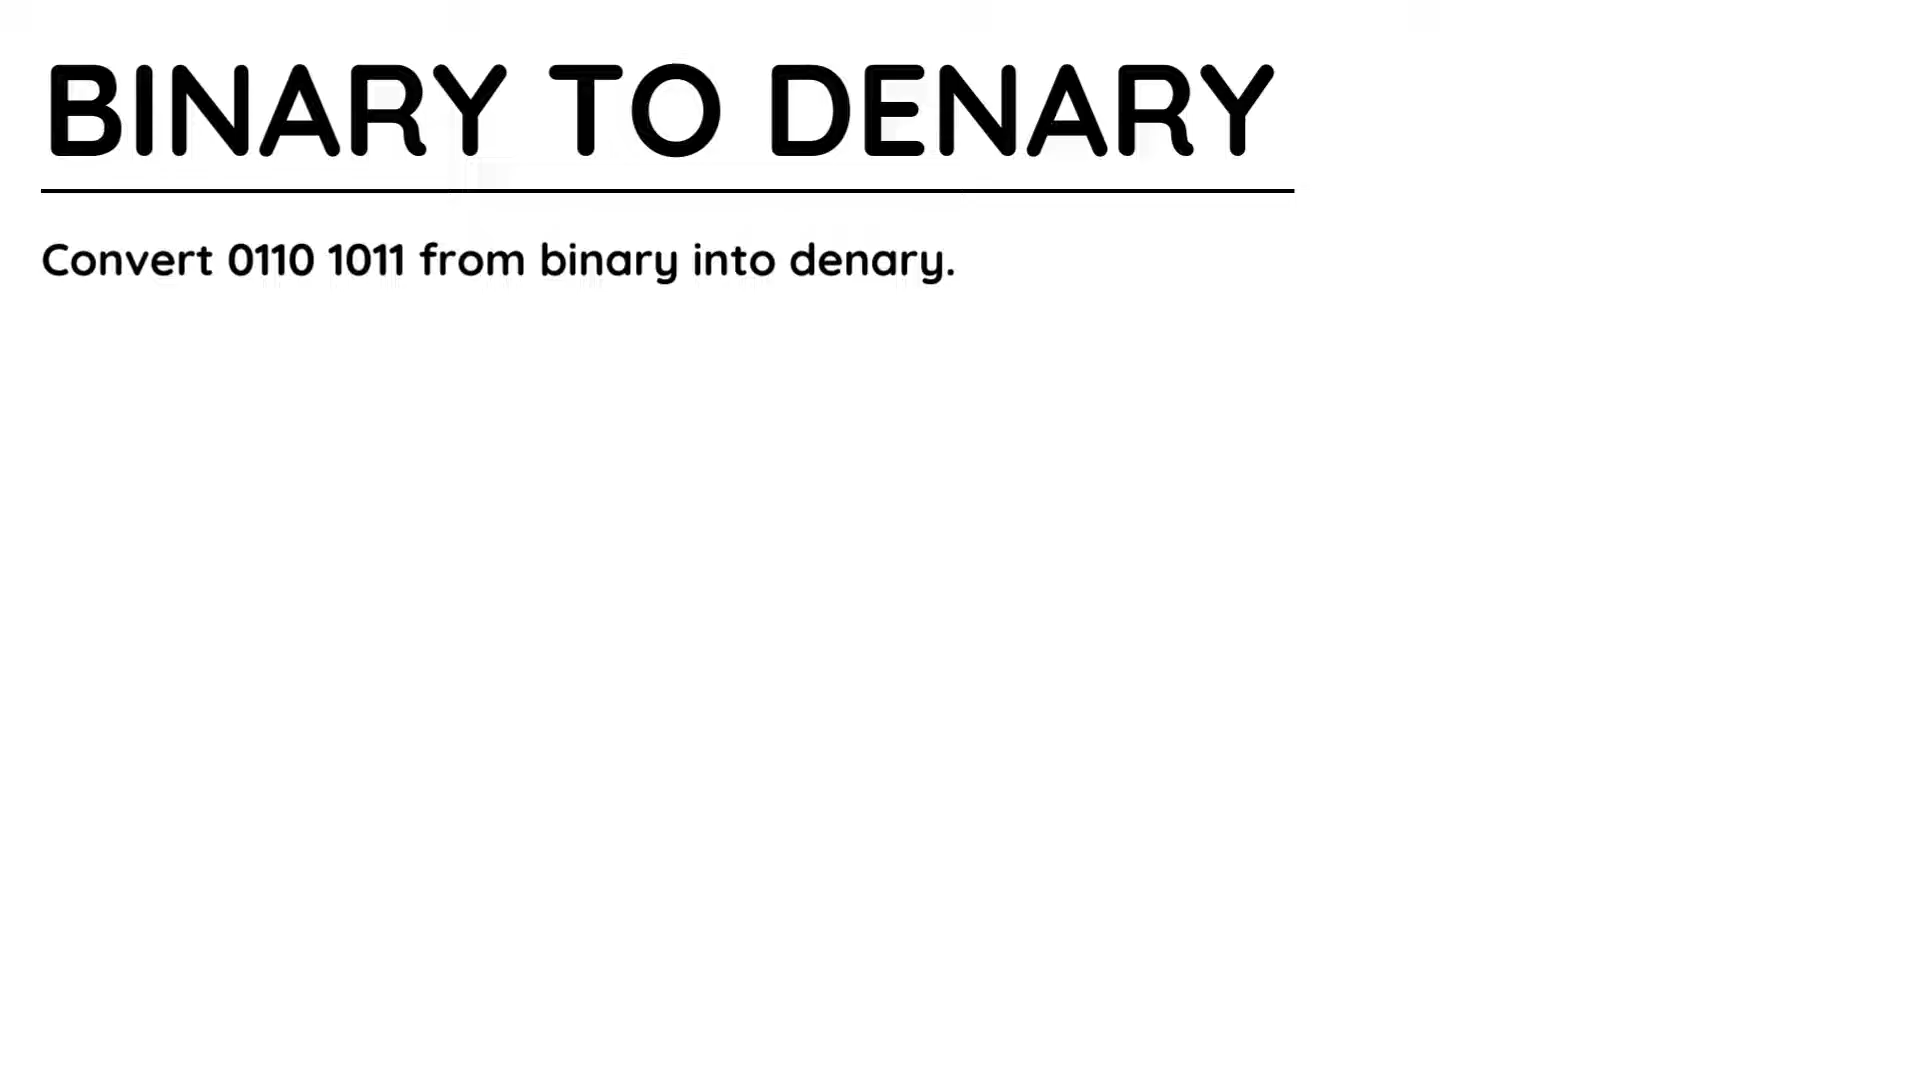 BINARY TO DENARY
Convert 0110 1011 from binary into denary.